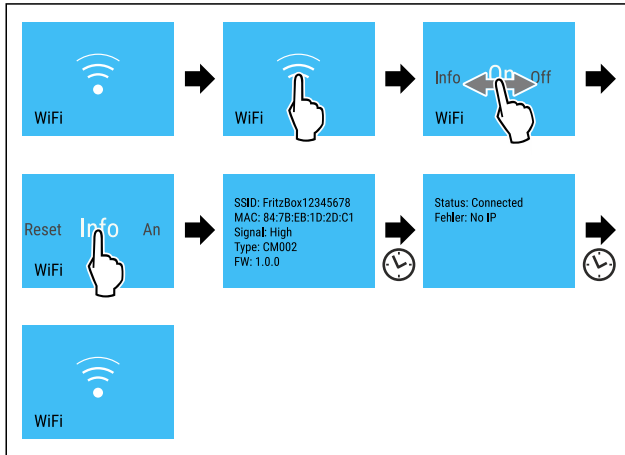 WiFi
WiFi
Info On Off
WiFi
Reset Info An
WiFi
SSID: FritzBox12345678
MAC: 84:7B:EB:1D:2D:C1
Signal: High
Type: CM002
FW: 1.0.0
Status: Connected
Fehler: No IP
WiFi